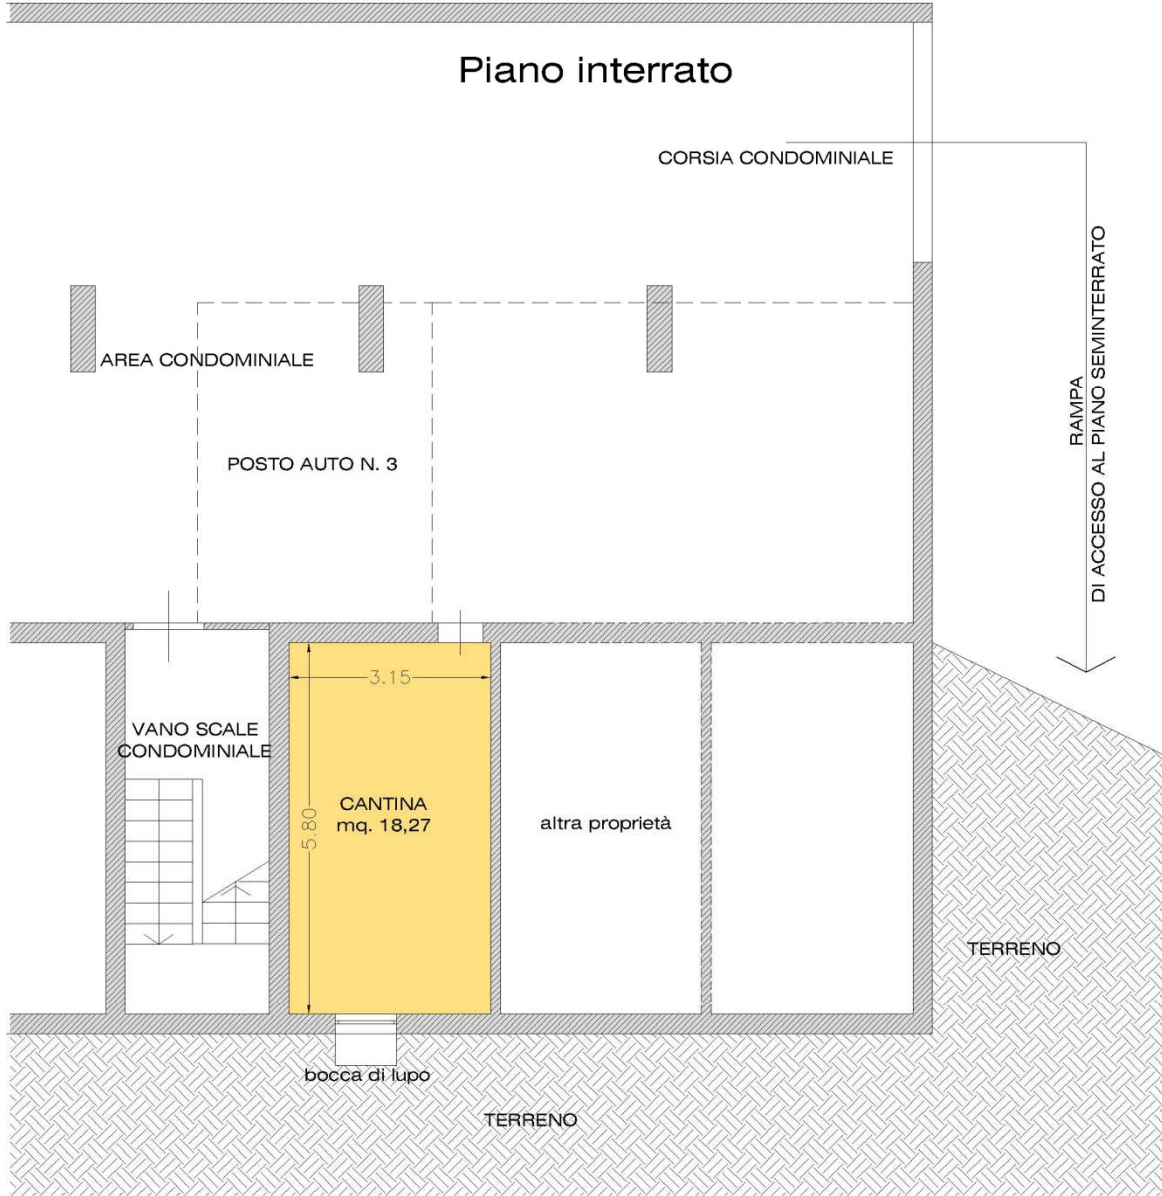 Piano interrato
CORSIA CONDOMINIALE
RAMPA
DI ACCESSO AL PIANO SEMINTERRATO
AREA CONDOMINIALE
POSTO AUTO N. 3
3.15
VANO SCALE
CONDOMINIALE
5.80
CANTINA
mq. 18,27
altra proprietà
TERRENO
bocca di lupo
TERRENO